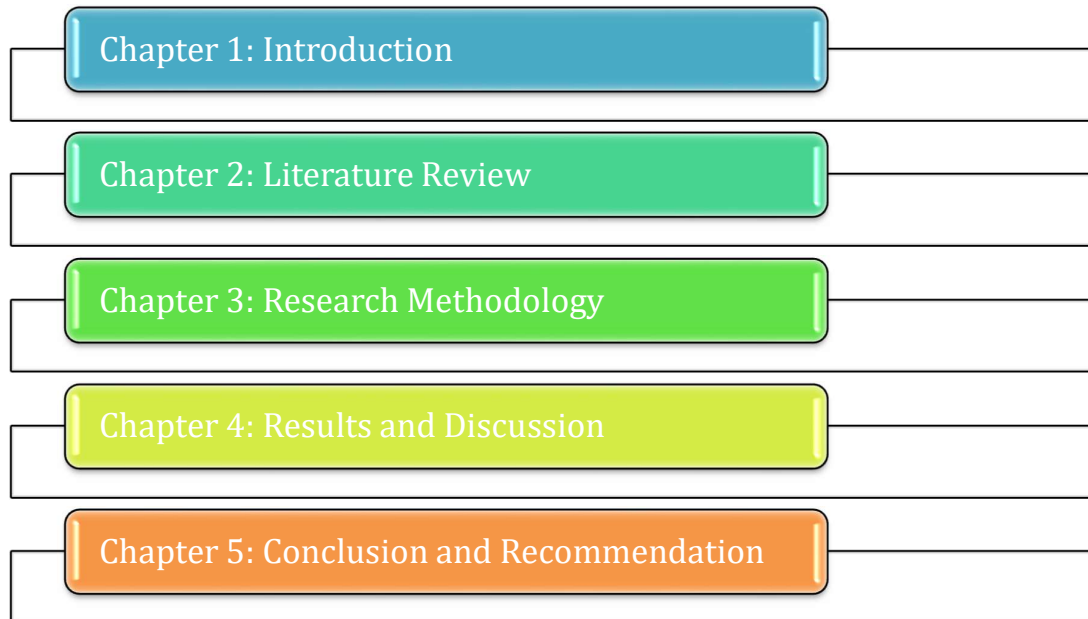 Chapter 1: Introduction
Chapter 2: Literature Review
Chapter 3: Research Methodology
Chapter 4: Results and Discussion
Chapter 5: Conclusion and Recommendation